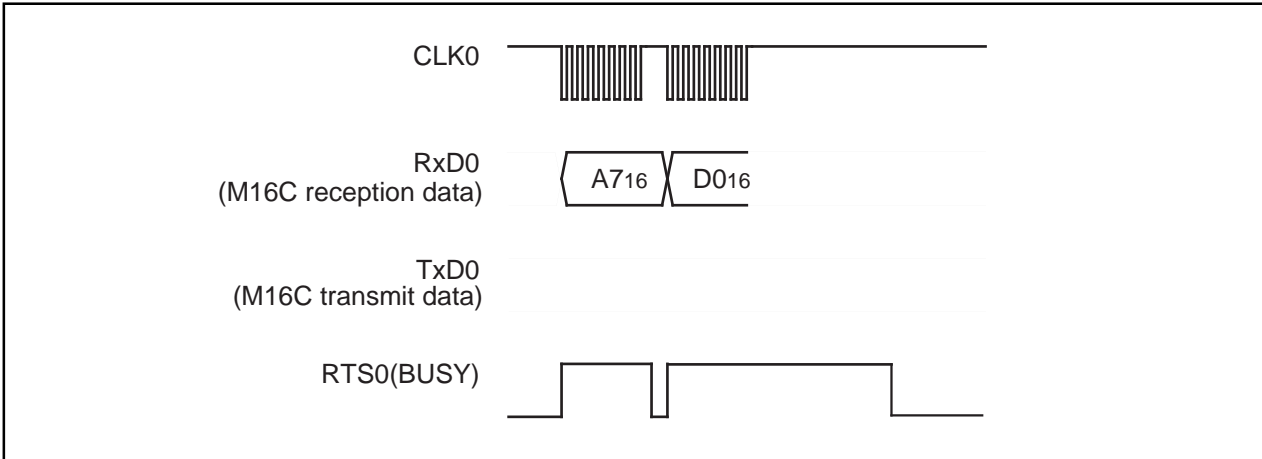 CLK0
RxD0
(M16C reception data)
A716 D016
TxD0
(M16C transmit data)
RTS0(BUSY)